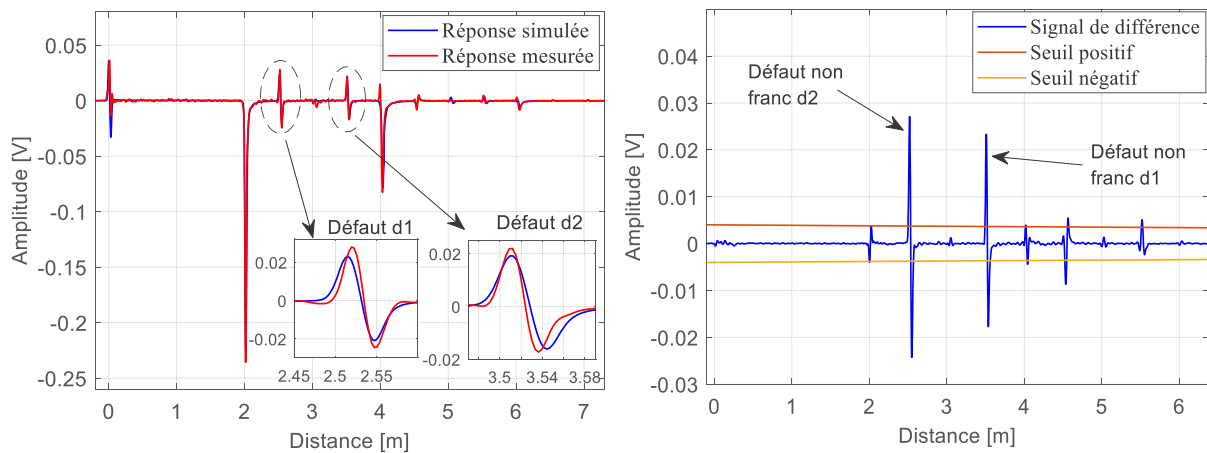 Réponse simulée
Réponse mesurée
0.05
0
-0.05
-0.1
-0.15
-0.2
-0.25
Amplitude [V]
Défaut d1
0.02
0
-0.02
2.45
2.5
2.55
Défaut d2
0.02
0
0.02
3.5
3.54
3.58
0
1
2
3
4
5
6
7
Distance [m]
Signal de différence
Seuil positif
Seuil négatif
0.05
0.04
0.03
0.02
0.01
0
-0.01
-0.02
-0.03
Amplitude [V]
Défaut non
franc d2
Défaut non
franc d1
0
1
2
3
4
5
6
Distance [m]